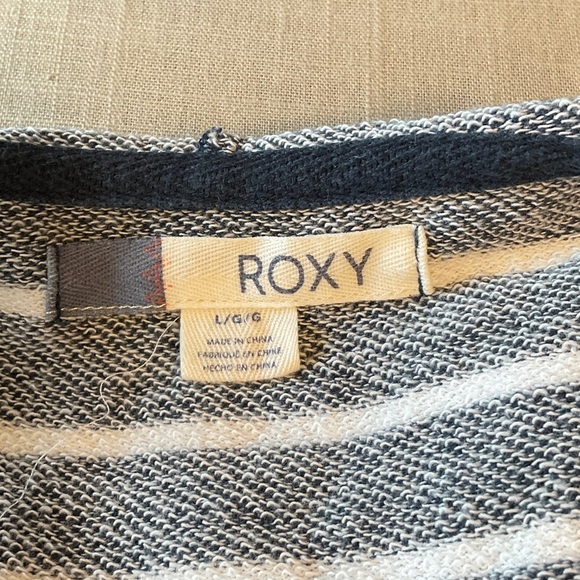 ROXY
L/G/G
MADE IN CHINA
FABRIQUÉ EN CHINE
HECHO EN CHINA